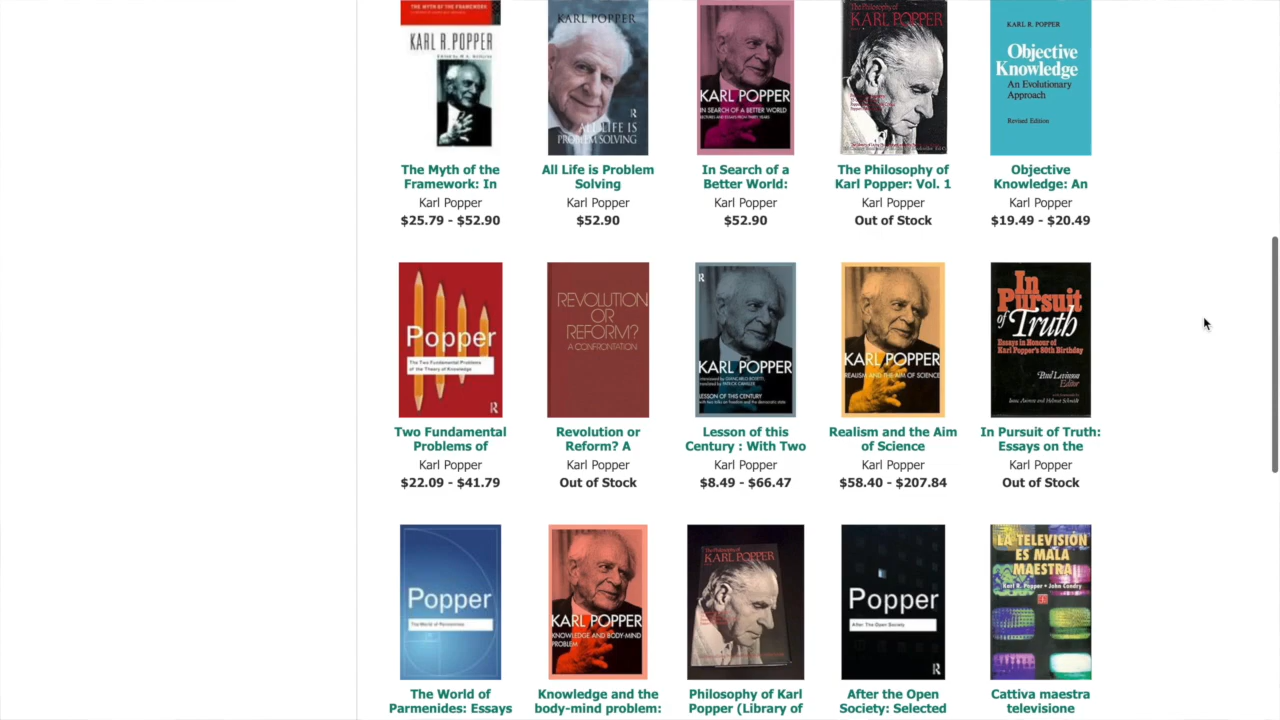 THE MYTH OF THE FRAMEWORK
KARL R. POPPER
KARL POPPER
R
ALL LIFE IS
PROBLEM SOLVING
KARL POPPER
IN SEARCH OF A BETTER WORLD
LECTURES AND ESSAYS FROM THIRTY YEARS
The Philosophy of
KARL POPPER
KARL R. POPPER
Objective
Knowledge
An Evolutionary
Approach
Revised Edition
The Myth of the
Framework: In
Karl Popper
$25.79 - $52.90
All Life is Problem
Solving
Karl Popper
$52.90
In Search of a
Better World:
Karl Popper
$52.90
The Philosophy of
Karl Popper: Vol. 1
Karl Popper
Out of Stock
Objective
Knowledge: An
Karl Popper
$19.49 - $20.49
Popper
The Two Fundamental Problems
of the Theory of Knowledge
R
REVOLUTION
OR
REFORM?
A CONFRONTATION
R
KARL POPPER
LESSON OF THIS CENTURY
KARL POPPER
REALISM AND THE AIM OF SCIENCE
In
Pursuit
of Truth
Essays in Honour of
Karl Popper's 80th Birthday
Paul Levinson
Editor
Two Fundamental
Problems of
Karl Popper
$22.09 - $41.79
Revolution or
Reform? A
Karl Popper
Out of Stock
Lesson of this
Century : With Two
Karl Popper
$8.49 - $66.47
Realism and the Aim
of Science
Karl Popper
$58.40 - $207.84
In Pursuit of Truth:
Essays on the
Karl Popper
Out of Stock
Popper
The World of Parmenides
KARL POPPER
KNOWLEDGE AND BODY-MIND
PROBLEM
The Philosophy of
KARL POPPER
Popper
After The Open Society
R
LA TELEVISIÓN
ES MALA
MAESTRA
Karl R. Popper • John Condry
The World of
Parmenides: Essays
Knowledge and the
body-mind problem:
Philosophy of Karl
Popper (Library of
After the Open
Society: Selected
Cattiva maestra
televisione